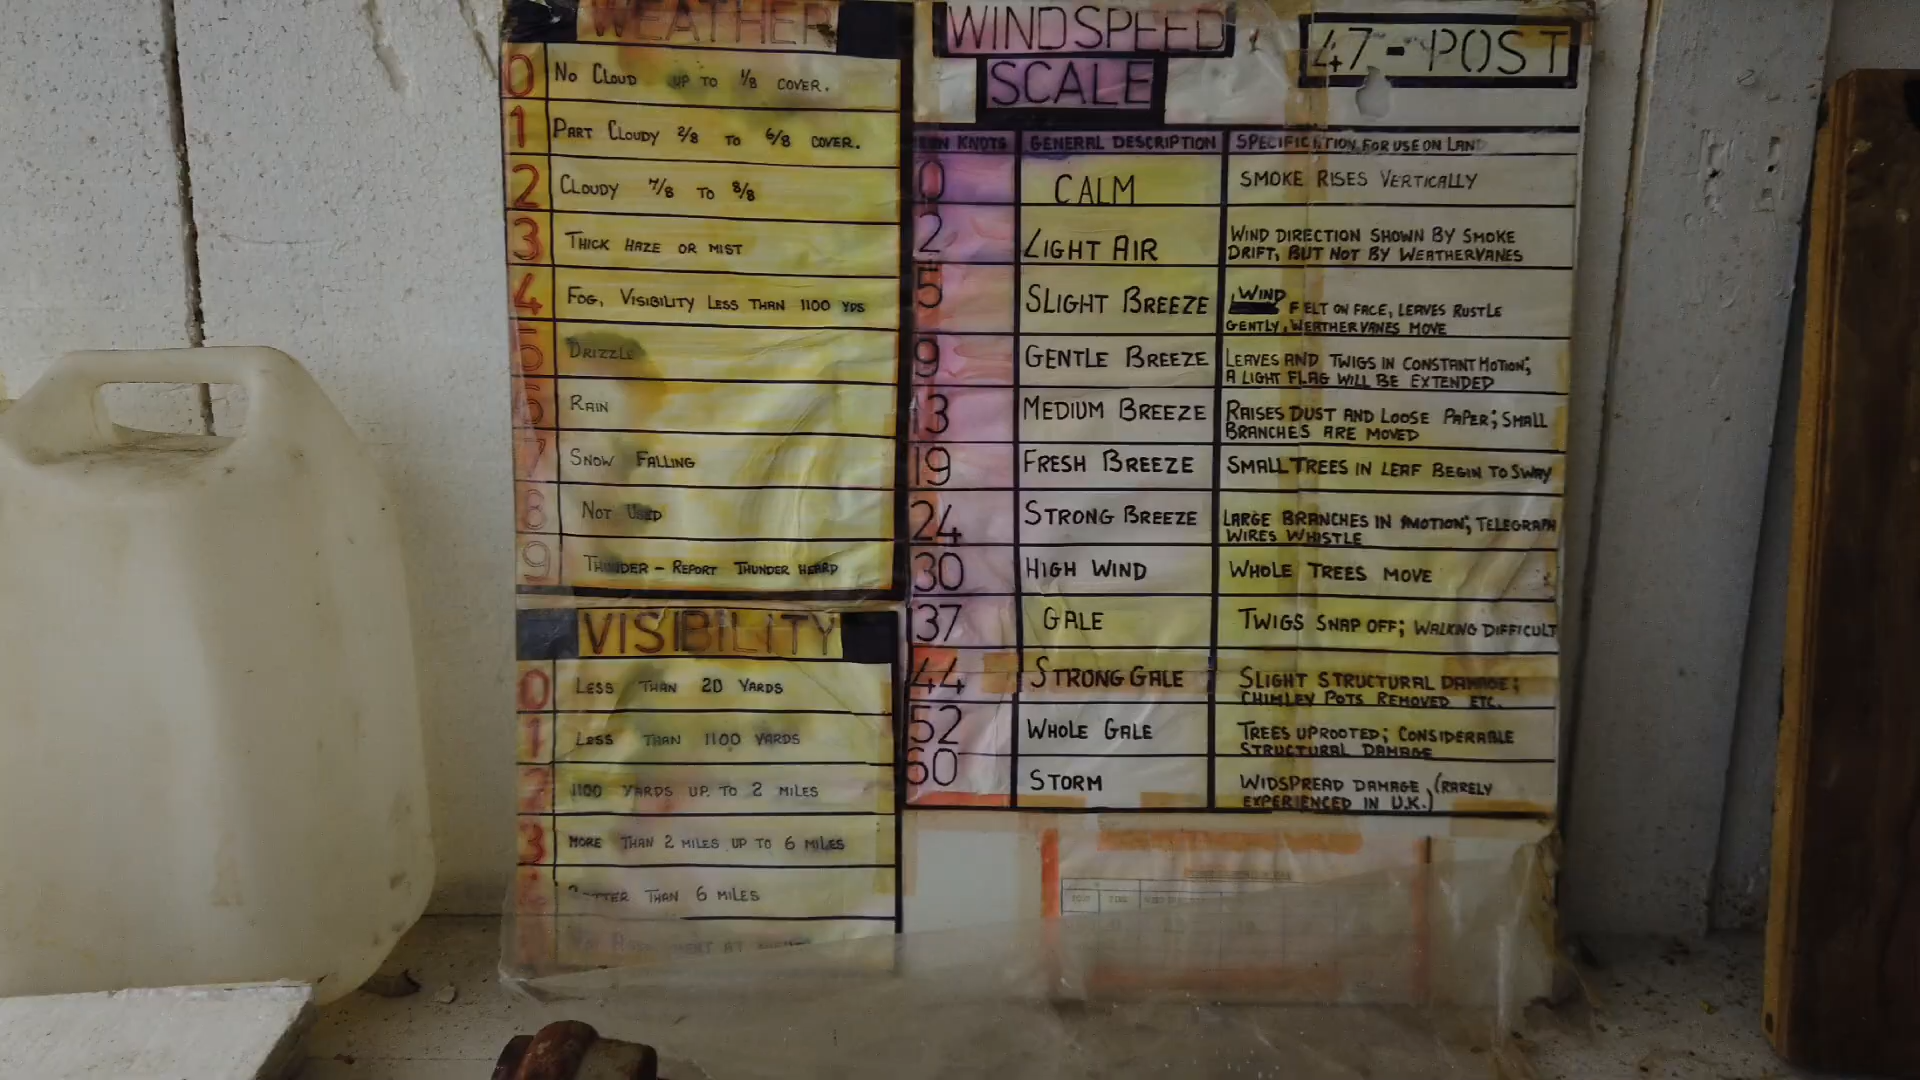 WEATHER
0 No Cloud UP TO 1/8 COVER.
1 PART CLOUDY 2/8 TO 6/8 COVER.
2 CLOUDY 7/8 TO 8/8
3 THICK HAZE OR MIST
4 FOG, VISIBILITY LESS THAN 1100 YDS
5 DRIZZLE
6 RAIN
7 SNOW FALLING
8 NOT USED
9 THUNDER - REPORT THUNDER HEARD
VISIBILITY
0 LESS THAN 20 YARDS
1 LESS THAN 1100 YARDS
2 1100 YARDS UP TO 2 MILES
3 MORE THAN 2 MILES UP TO 6 MILES
THAN 6 MILES
WINDSPEED
SCALE
47 - POST
KNOTS GENERAL DESCRIPTION SPECIFICATION FOR USE ON LAND
0 CALM SMOKE RISES VERTICALLY
2 LIGHT AIR WIND DIRECTION SHOWN BY SMOKE
DRIFT, BUT NOT BY WEATHERVANES
5 SLIGHT BREEZE WIND FELT ON FACE, LEAVES RUSTLE
GENTLY, WEATHERVANES MOVE
9 GENTLE BREEZE LEAVES AND TWIGS IN CONSTANT MOTION;
A LIGHT FLAG WILL BE EXTENDED
13 MEDIUM BREEZE RAISES DUST AND LOOSE PAPER; SMALL
BRANCHES ARE MOVED
19 FRESH BREEZE SMALL TREES IN LEAF BEGIN TO SWAY
24 STRONG BREEZE LARGE BRANCHES IN MOTION; TELEGRAPH
WIRES WHISTLE
30 HIGH WIND WHOLE TREES MOVE
37 GALE TWIGS SNAP OFF; WALKING DIFFICULT
44 STRONG GALE SLIGHT STRUCTURAL DAMAGE;
CHIMLEY POTS REMOVED ETC.
52 WHOLE GALE TREES UPROOTED; CONSIDERABLE
STRUCTURAL DAMAGE
60 STORM WIDSPREAD DAMAGE, (RARELY
EXPERIENCED IN U.K.)